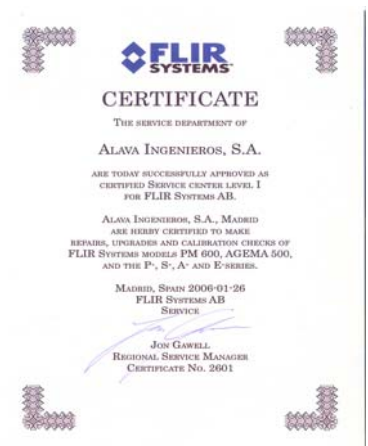 FLIR
SYSTEMS
CERTIFICATE
THE SERVICE DEPARTMENT OF
ALAVA INGENIEROS, S.A.
ARE TODAY SUCCESSFULLY APPROVED AS
CERTIFIED SERVICE CENTER LEVEL I
FOR FLIR SYSTEMS AB.
ALAVA INGENIEROS, S.A., MADRID
ARE HERBY CERTIFIED TO MAKE
REPAIRS, UPGRADES AND CALIBRATION CHECKS OF
FLIR SYSTEMS MODELS PM 600, AGEMA 500,
AND THE P-, S-, A- AND E-SERIES.
MADRID, SPAIN 2006-01-26
FLIR SYSTEMS AB
SERVICE
JON GAWELL
REGIONAL SERVICE MANAGER
CERTIFICATE NO. 2601